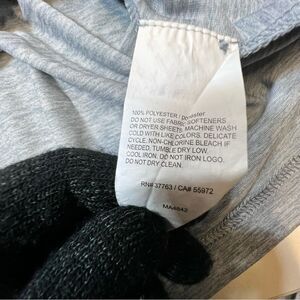 100% POLYESTER / Polyester
DO NOT USE FABRIC SOFTENERS
OR DRYER SHEETS. MACHINE WASH
COLD WITH LIKE COLORS. DELICATE
CYCLE. NON-CHLORINE BLEACH IF
NEEDED. TUMBLE DRY LOW.
COOL IRON. DO NOT IRON LOGO.
DO NOT DRY CLEAN.
RN# 37763 / CA# 55972
MA4842